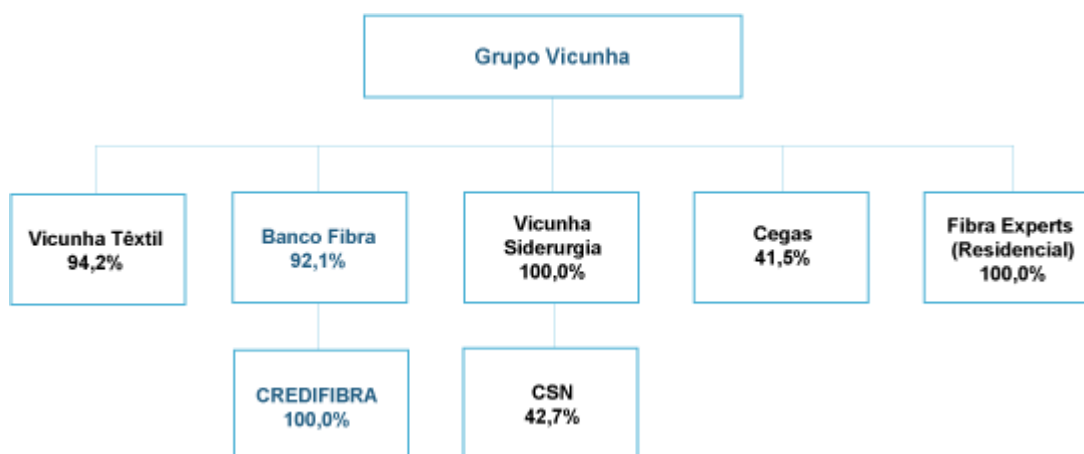 Grupo Vicunha
Vicunha Têxtil
94,2%
Banco Fibra
92,1%
Vicunha
Siderurgia
100,0%
Cegas
41,5%
Fibra Experts
(Residencial)
100,0%
CREDIFIBRA
100,0%
CSN
42,7%